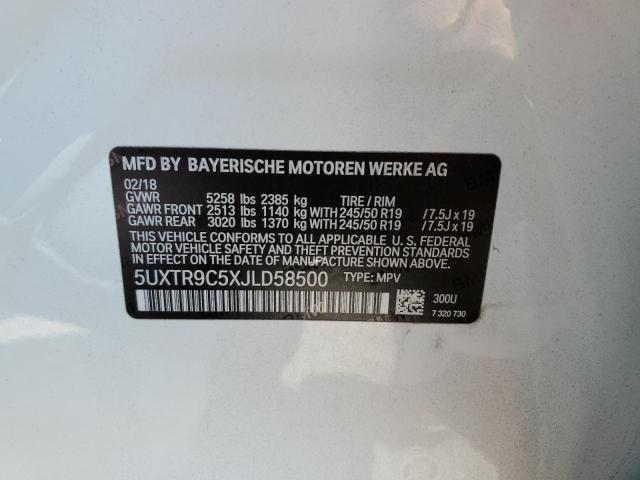 MFD BY BAYERISCHE MOTOREN WERKE AG
02/18
GVWR 5258 lbs 2385 kg TIRE / RIM
GAWR FRONT 2513 lbs 1140 kg WITH 245/50 R19 /7.5J x 19
GAWR REAR 3020 lbs 1370 kg WITH 245/50 R19 /7.5J x 19
THIS VEHICLE CONFORMS TO ALL APPLICABLE U. S. FEDERAL
MOTOR VEHICLE SAFETY AND THEFT PREVENTION STANDARDS
IN EFFECT ON THE DATE OF MANUFACTURE SHOWN ABOVE.
5UXTR9C5XJLD58500 TYPE: MPV
300U
7 320 730